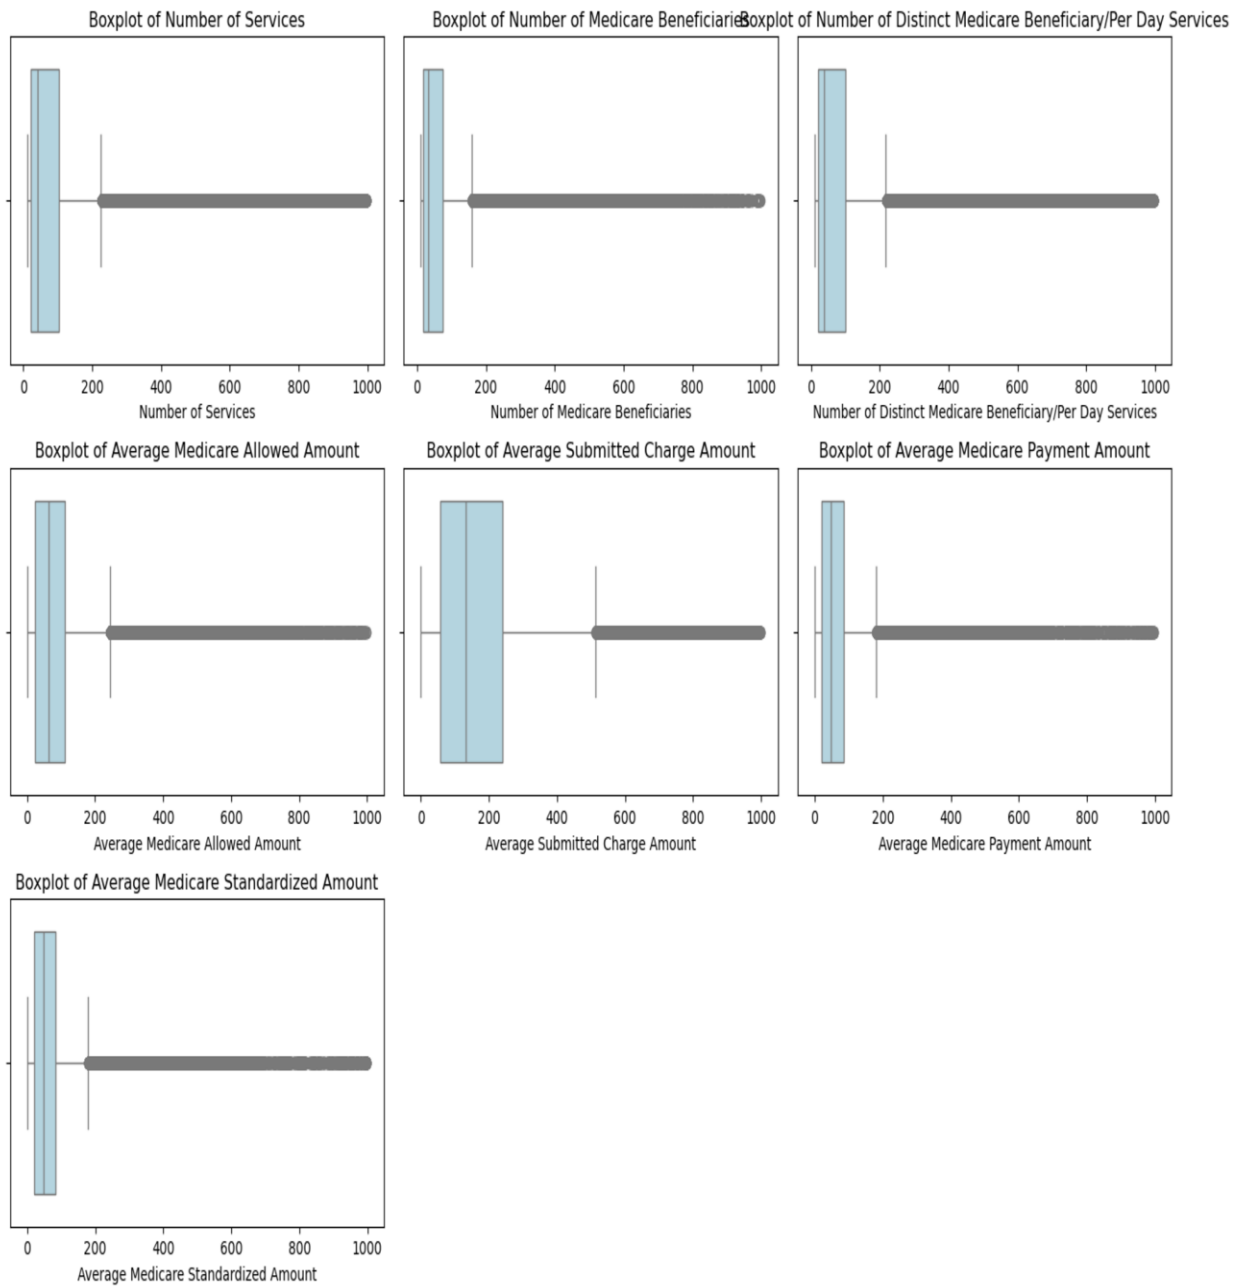 Boxplot of Number of Services
Boxplot of Number of Medicare Beneficiaries
Boxplot of Number of Distinct Medicare Beneficiary/Per Day Services
0 200 400 600 800 1000
0 200 400 600 800 1000
0 200 400 600 800 1000
Number of Services
Number of Medicare Beneficiaries
Number of Distinct Medicare Beneficiary/Per Day Services
Boxplot of Average Medicare Allowed Amount
Boxplot of Average Submitted Charge Amount
Boxplot of Average Medicare Payment Amount
0 200 400 600 800 1000
0 200 400 600 800 1000
0 200 400 600 800 1000
Average Medicare Allowed Amount
Average Submitted Charge Amount
Average Medicare Payment Amount
Boxplot of Average Medicare Standardized Amount
0 200 400 600 800 1000
Average Medicare Standardized Amount